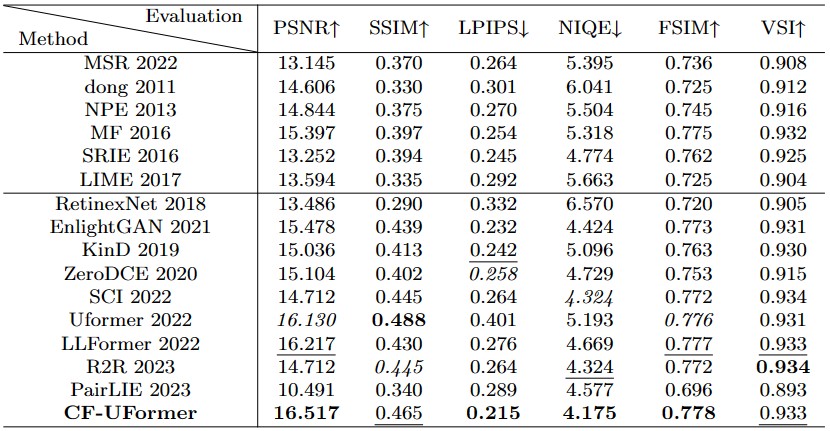 Evaluation
Method
PSNR↑ SSIM↑ LPIPS↓ NIQE↓ FSIM↑ VSI↑
MSR 2022 13.145 0.370 0.264 5.395 0.736 0.908
dong 2011 14.606 0.330 0.301 6.041 0.725 0.912
NPE 2013 14.844 0.375 0.270 5.504 0.745 0.916
MF 2016 15.397 0.397 0.254 5.318 0.775 0.932
SRIE 2016 13.252 0.394 0.245 4.774 0.762 0.925
LIME 2017 13.594 0.335 0.292 5.663 0.725 0.904
RetinexNet 2018 13.486 0.290 0.332 6.570 0.720 0.905
EnlightGAN 2021 15.478 0.439 0.232 4.424 0.773 0.931
KinD 2019 15.036 0.413 0.242 5.096 0.763 0.930
ZeroDCE 2020 15.104 0.402 0.258 4.729 0.753 0.915
SCI 2022 14.712 0.445 0.264 4.324 0.772 0.934
Uformer 2022 16.130 0.488 0.401 5.193 0.776 0.931
LLFormer 2022 16.217 0.430 0.276 4.669 0.777 0.933
R2R 2023 14.712 0.445 0.264 4.324 0.772 0.934
PairLIE 2023 10.491 0.340 0.289 4.577 0.696 0.893
CF-UFormer 16.517 0.465 0.215 4.175 0.778 0.933